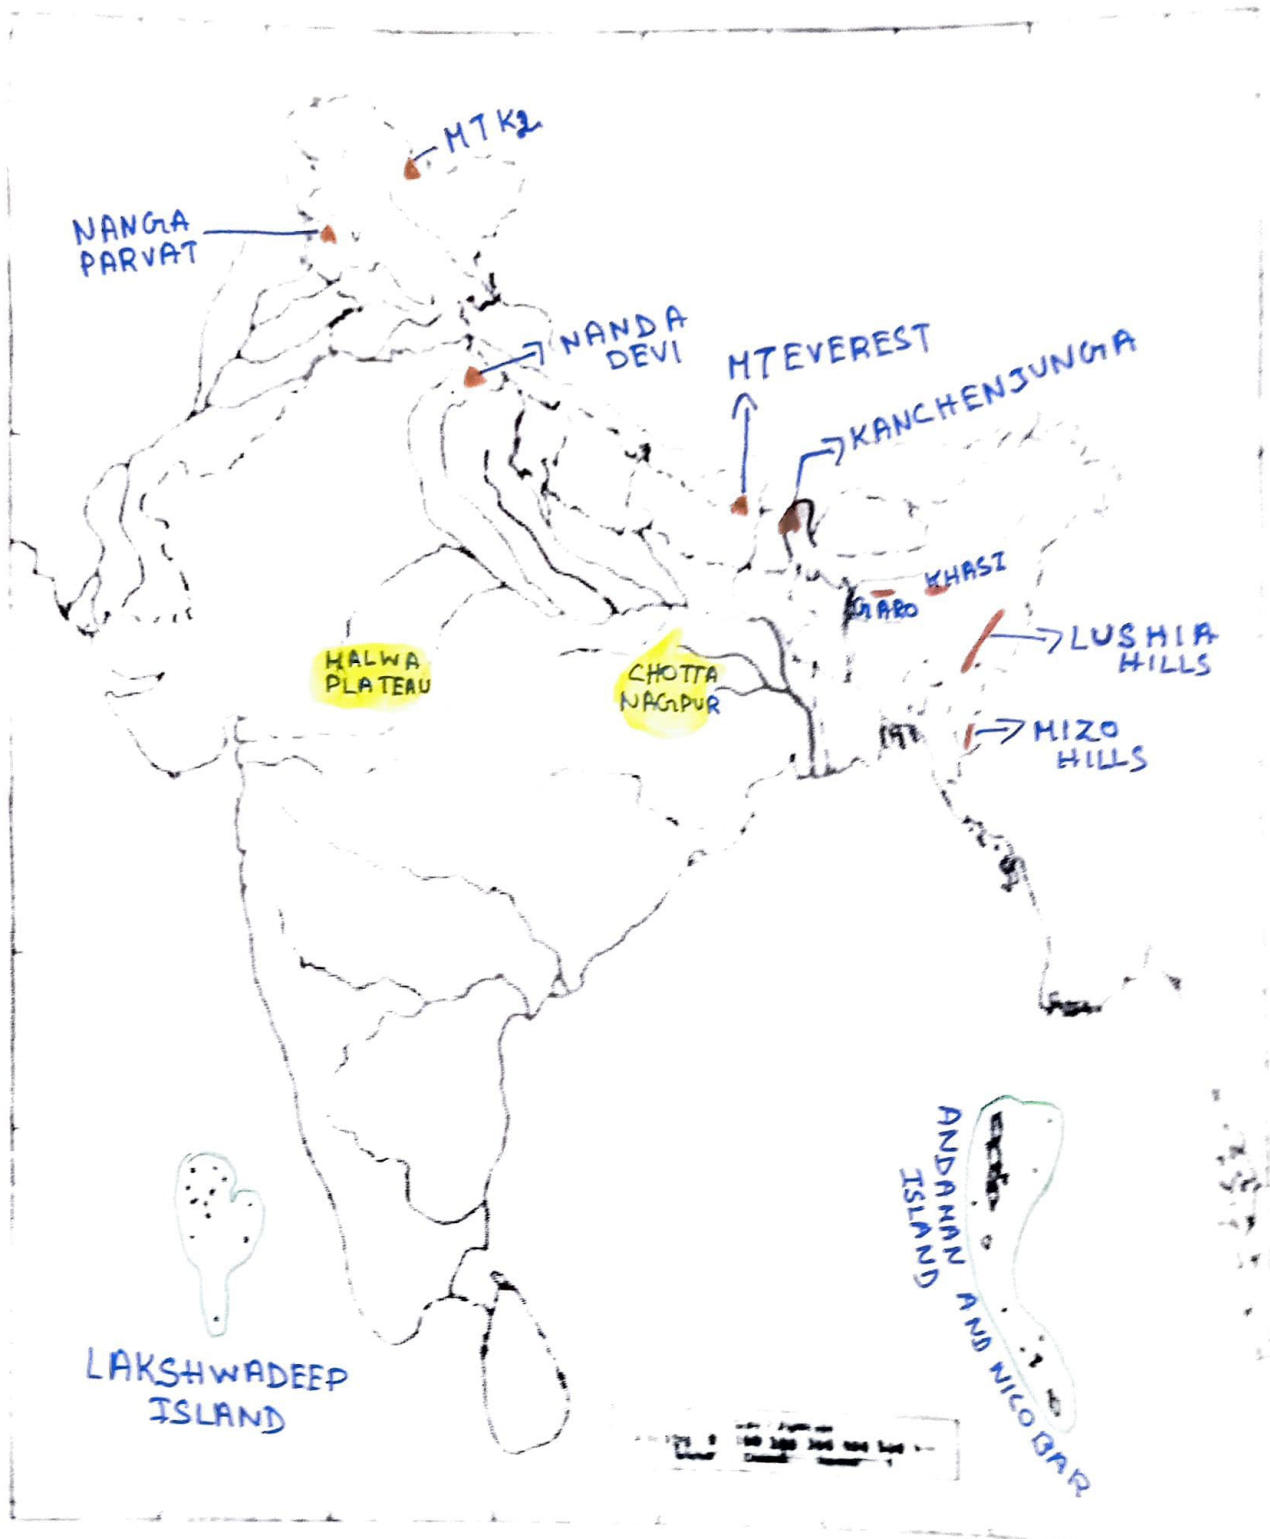 MT K2
NANGA
PARVAT
NANDA
DEVI
MT EVEREST
KANCHENJUNGA
KHASI
GARO
LUSHIA
HILLS
MALWA
PLATEAU
CHOTTA
NAGPUR
MIZO
HILLS
ANDAMAN AND NICOBAR
ISLAND
LAKSHWADEEP
ISLAND